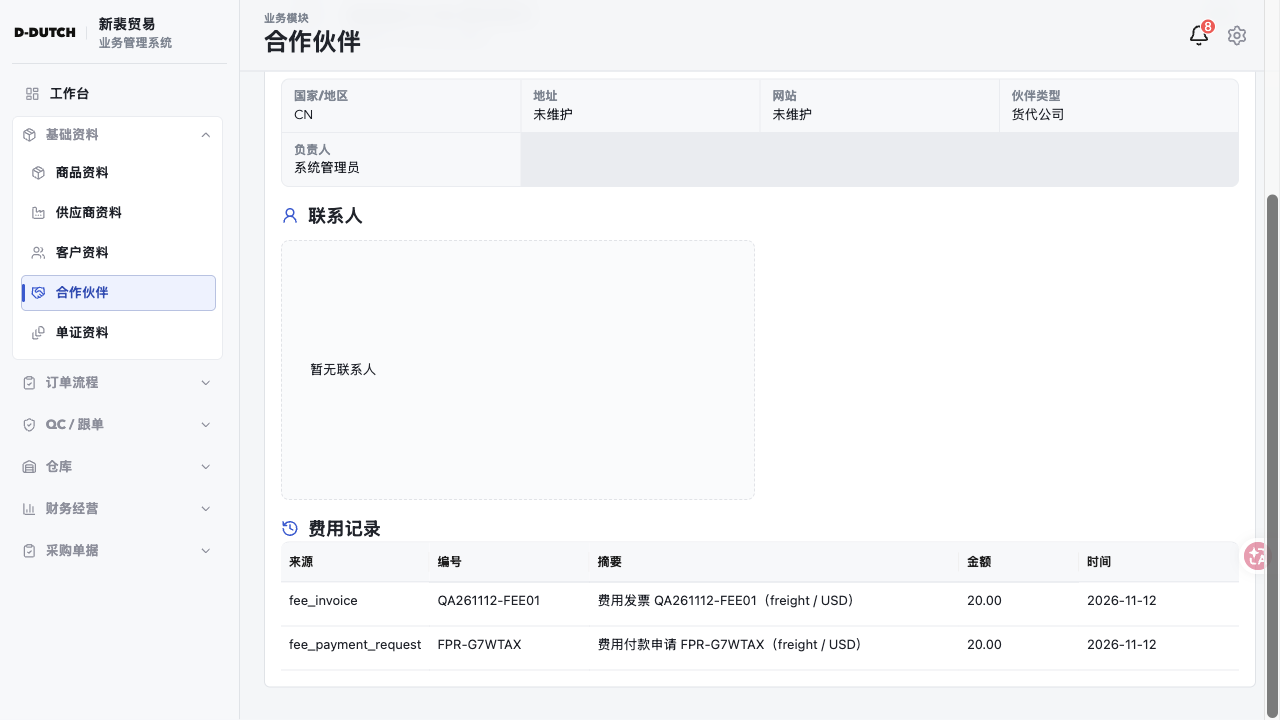 D-DUTCH
新裴贸易
业务管理系统
工作台
基础资料
商品资料
供应商资料
客户资料
合作伙伴
单证资料
订单流程
QC / 跟单
仓库
财务经营
采购单据
业务模块
合作伙伴
8
国家/地区
CN
地址
未维护
网站
未维护
伙伴类型
货代公司
负责人
系统管理员
联系人
暂无联系人
费用记录
来源 编号 摘要 金额 时间
fee_invoice QA261112-FEE01 费用发票 QA261112-FEE01（freight / USD） 20.00 2026-11-12
fee_payment_request FPR-G7WTAX 费用付款申请 FPR-G7WTAX（freight / USD） 20.00 2026-11-12